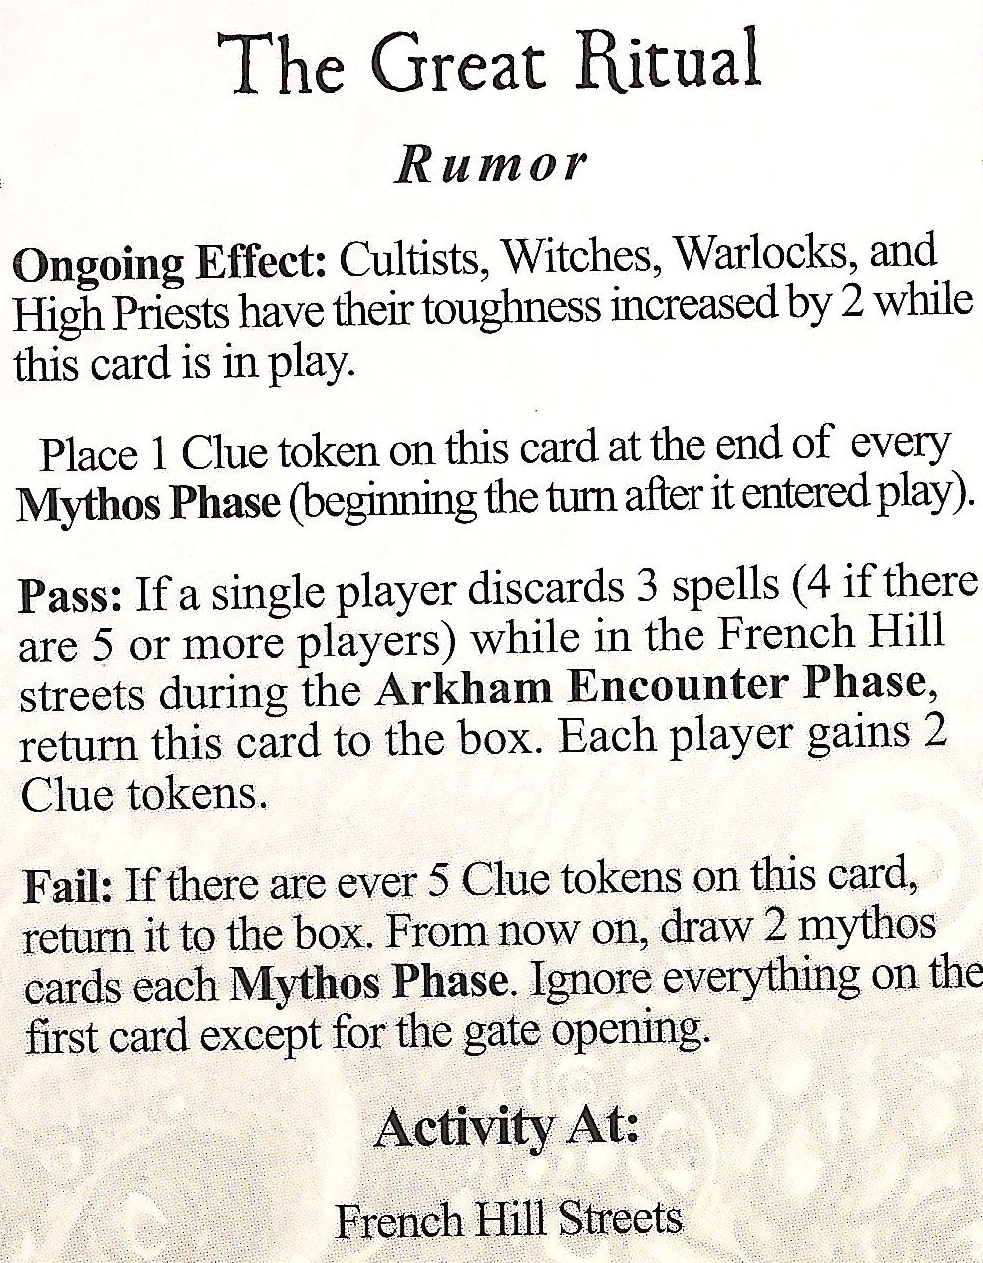 The Great Ritual
Rumor
Ongoing Effect: Cultists, Witches, Warlocks, and
High Priests have their toughness increased by 2 while
this card is in play.
Place 1 Clue token on this card at the end of every
Mythos Phase (beginning the turn after it entered play).
Pass: If a single player discards 3 spells (4 if there
are 5 or more players) while in the French Hill
streets during the Arkham Encounter Phase,
return this card to the box. Each player gains 2
Clue tokens.
Fail: If there are ever 5 Clue tokens on this card,
return it to the box. From now on, draw 2 mythos
cards each Mythos Phase. Ignore everything on the
first card except for the gate opening.
Activity At:
French Hill Streets